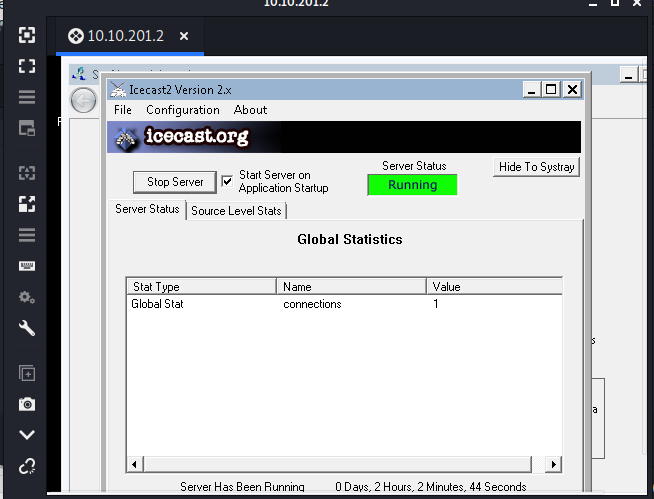 10.10.201.2
10.10.201.2
Icecast2 Version 2.x
File Configuration About
icecast.org
Stop Server
Start Server on
Application Startup
Server Status
Running
Hide To Systray
Server Status Source Level Stats
Global Statistics
Stat Type Name Value
Global Stat connections 1
Server Has Been Running 0 Days, 2 Hours, 2 Minutes, 44 Seconds